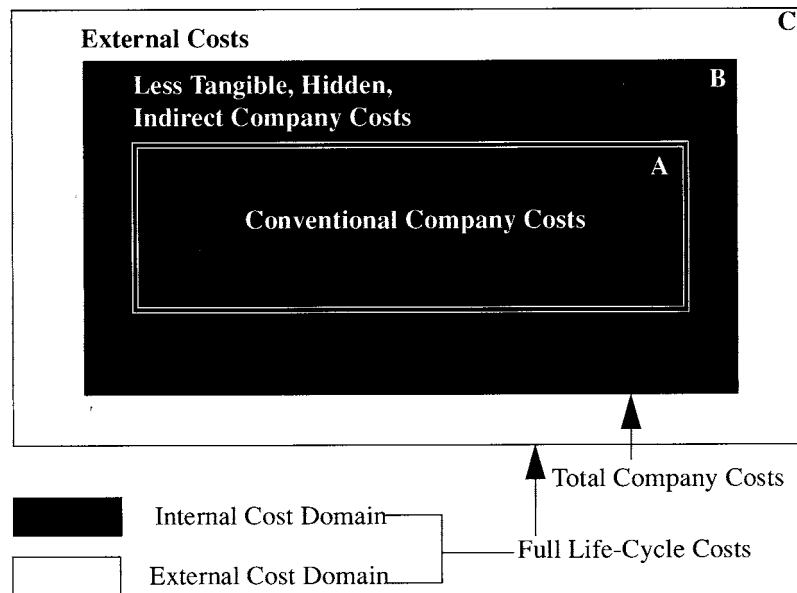 C
External Costs
B
Less Tangible, Hidden,
Indirect Company Costs
A
Conventional Company Costs
Total Company Costs
Internal Cost Domain
Full Life-Cycle Costs
External Cost Domain